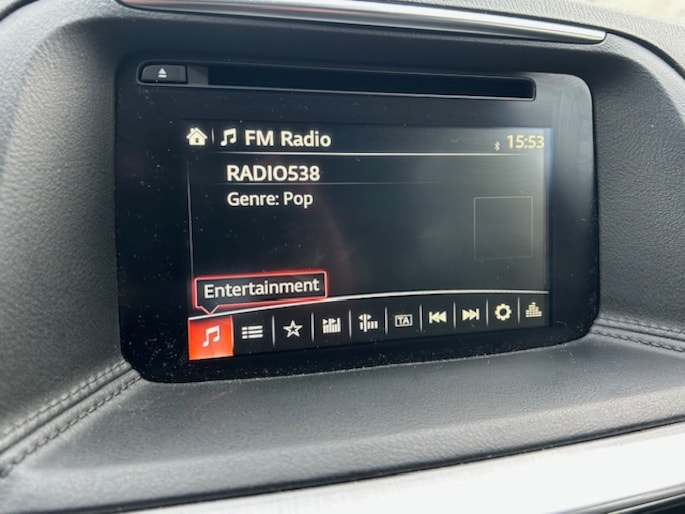 FM Radio 15:53
RADIO538
Genre: Pop
Entertainment
TA